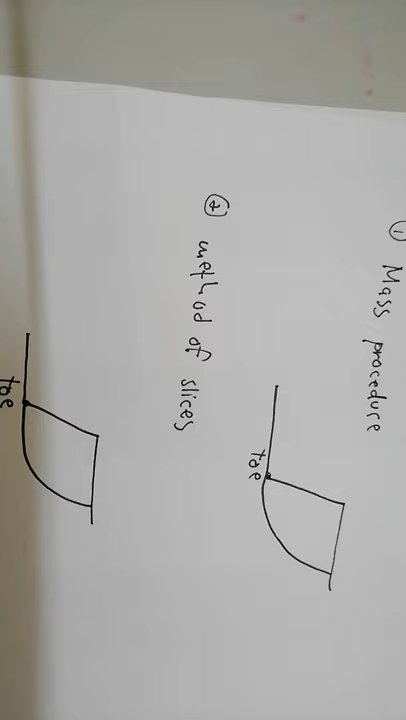 ① Mass procedure
toe
② method of slices
toe